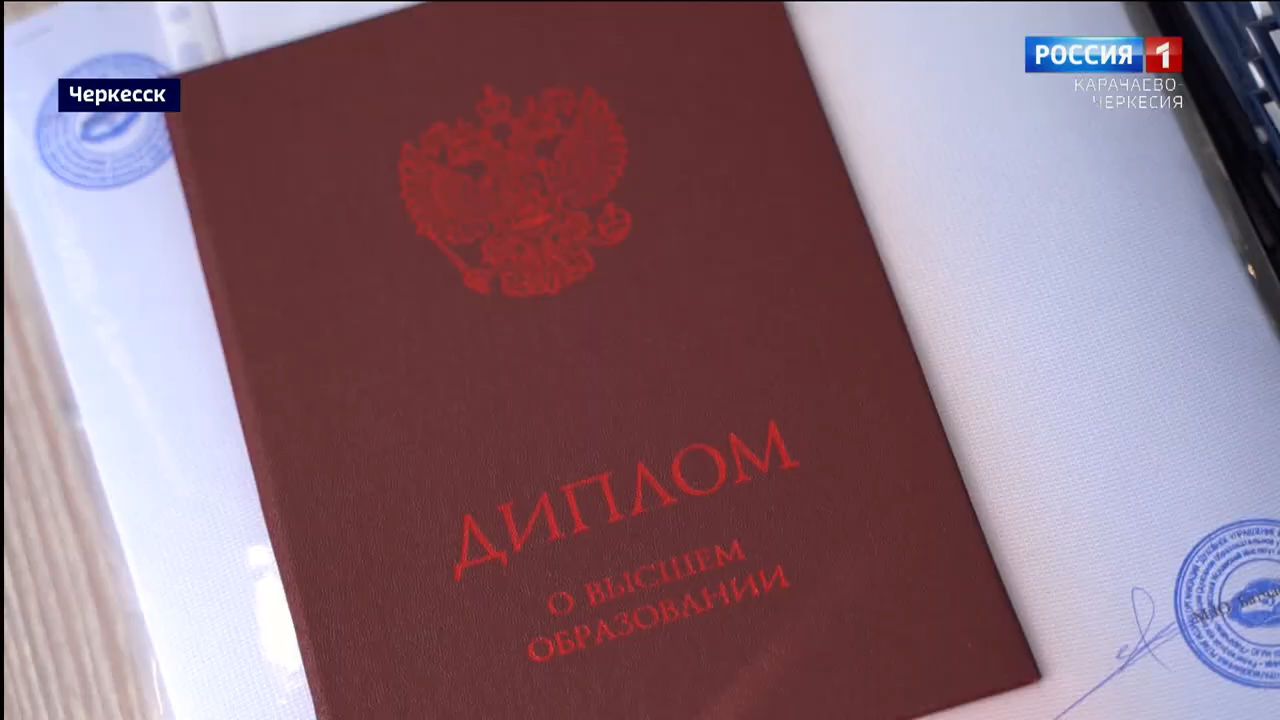 Черкесск
РОССИЯ 1
КАРАЧАЕВО-
ЧЕРКЕСИЯ
ДИПЛОМ
О ВЫСШЕМ
ОБРАЗОВАНИИ